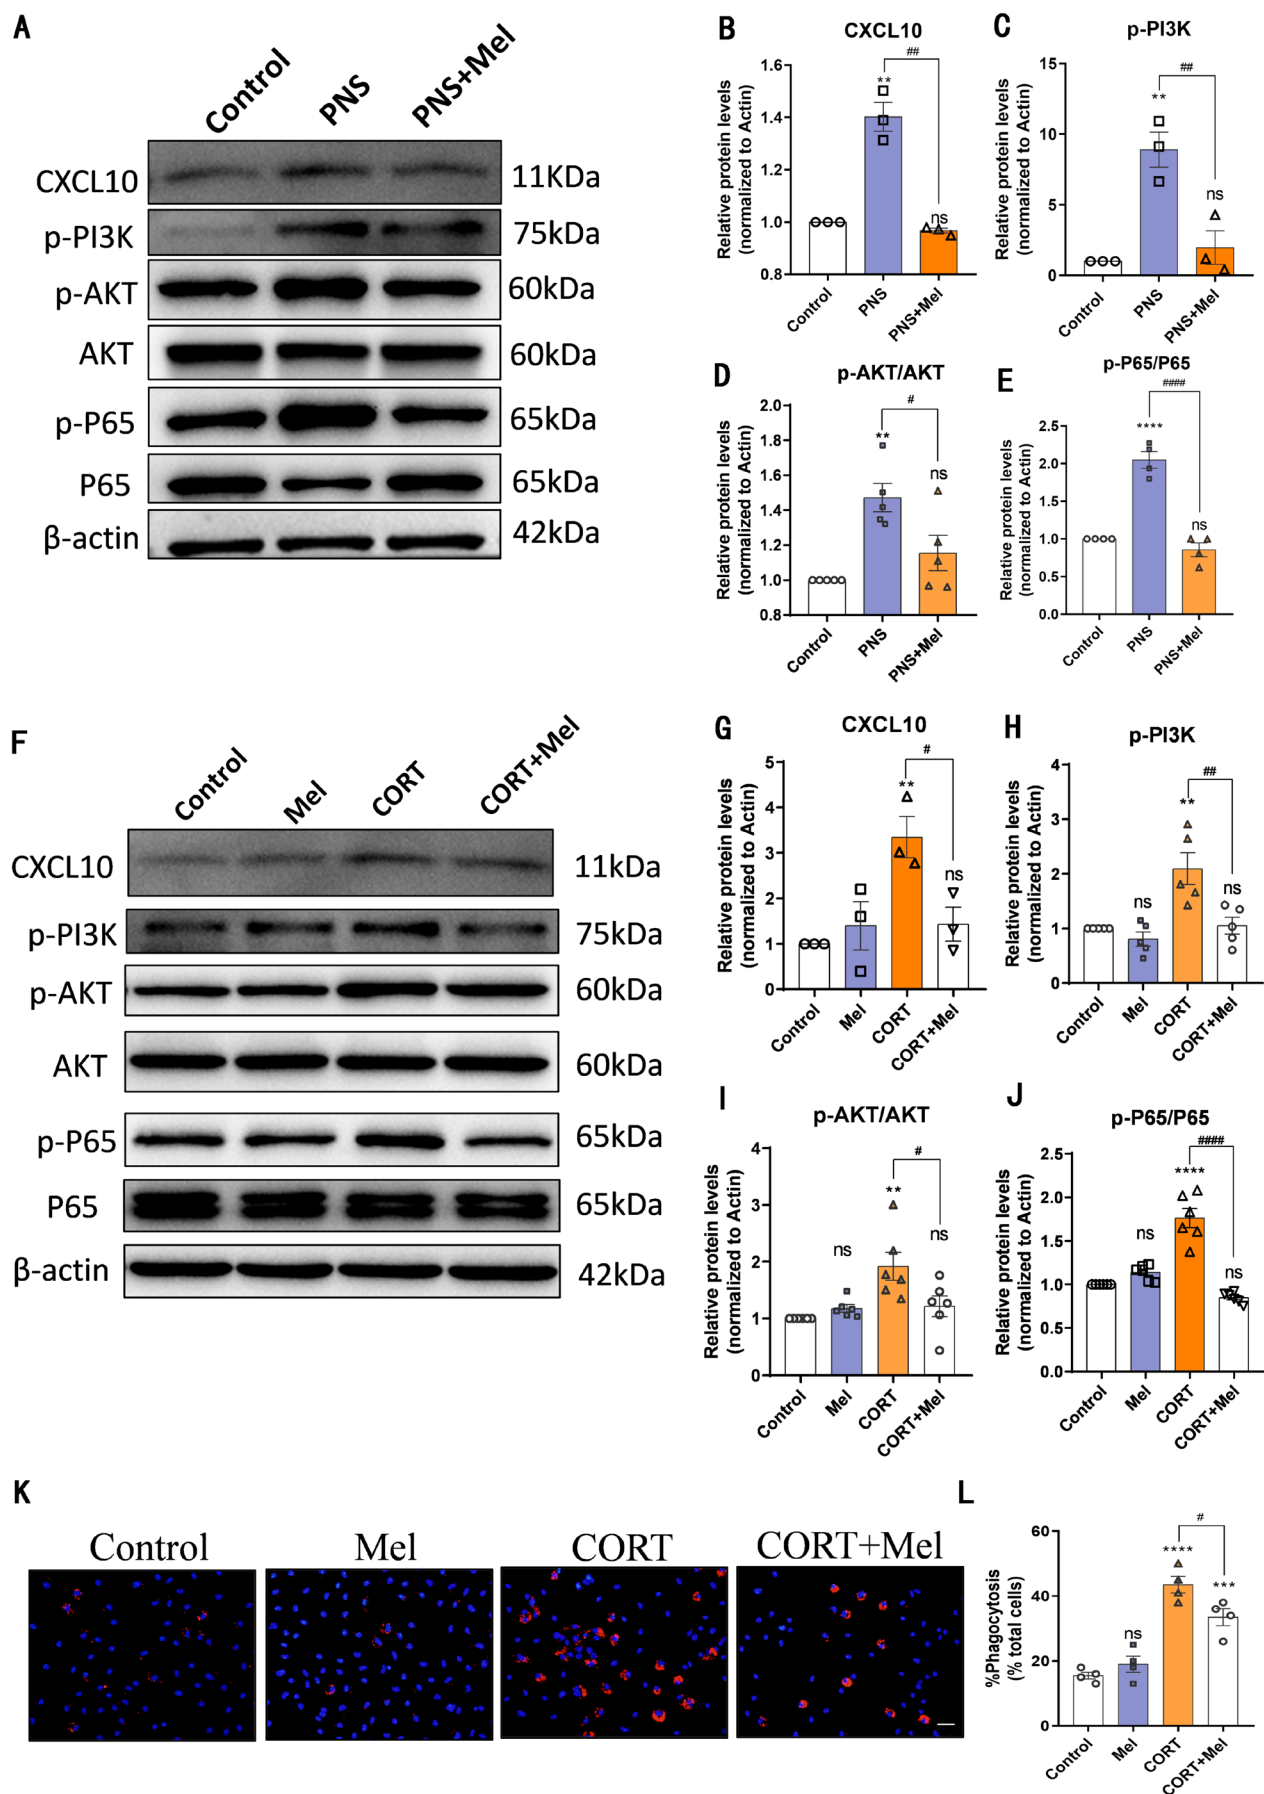 A
Control
PNS
PNS+Mel
CXCL10
11KDa
p-PI3K
75kDa
p-AKT
60kDa
AKT
60kDa
p-P65
65kDa
P65
65kDa
β-actin
42kDa
B
CXCL10
Relative protein levels
(normalized to Actin)
1.6
1.4
1.2
1.0
0.8
**
##
ns
Control
PNS
PNS+Mel
C
p-PI3K
Relative protein levels
(normalized to Actin)
15
10
5
0
**
##
ns
Control
PNS
PNS+Mel
D
p-AKT/AKT
Relative protein levels
(normalized to Actin)
2.0
1.8
1.6
1.4
1.2
1.0
0.8
**
#
ns
Control
PNS
PNS+Mel
E
p-P65/P65
Relative protein levels
(normalized to Actin)
2.5
2.0
1.5
1.0
0.5
0.0
****
####
ns
Control
PNS
PNS+Mel
F
Control
Mel
CORT
CORT+Mel
CXCL10
11kDa
p-PI3K
75kDa
p-AKT
60kDa
AKT
60kDa
p-P65
65kDa
P65
65kDa
β-actin
42kDa
G
CXCL10
Relative protein levels
(normalized to Actin)
5
4
3
2
1
0
**
#
ns
Control
Mel
CORT
CORT+Mel
H
p-PI3K
Relative protein levels
(normalized to Actin)
4
3
2
1
0
ns
**
##
ns
Control
Mel
CORT
CORT+Mel
I
p-AKT/AKT
Relative protein levels
(normalized to Actin)
4
3
2
1
0
ns
**
#
ns
Control
Mel
CORT
CORT+Mel
J
p-P65/P65
Relative protein levels
(normalized to Actin)
2.5
2.0
1.5
1.0
0.5
0.0
ns
****
####
ns
Control
Mel
CORT
CORT+Mel
K
Control
Mel
CORT
CORT+Mel
L
%Phagocytosis
(% total cells)
60
40
20
0
ns
****
#
***
Control
Mel
CORT
CORT+Mel